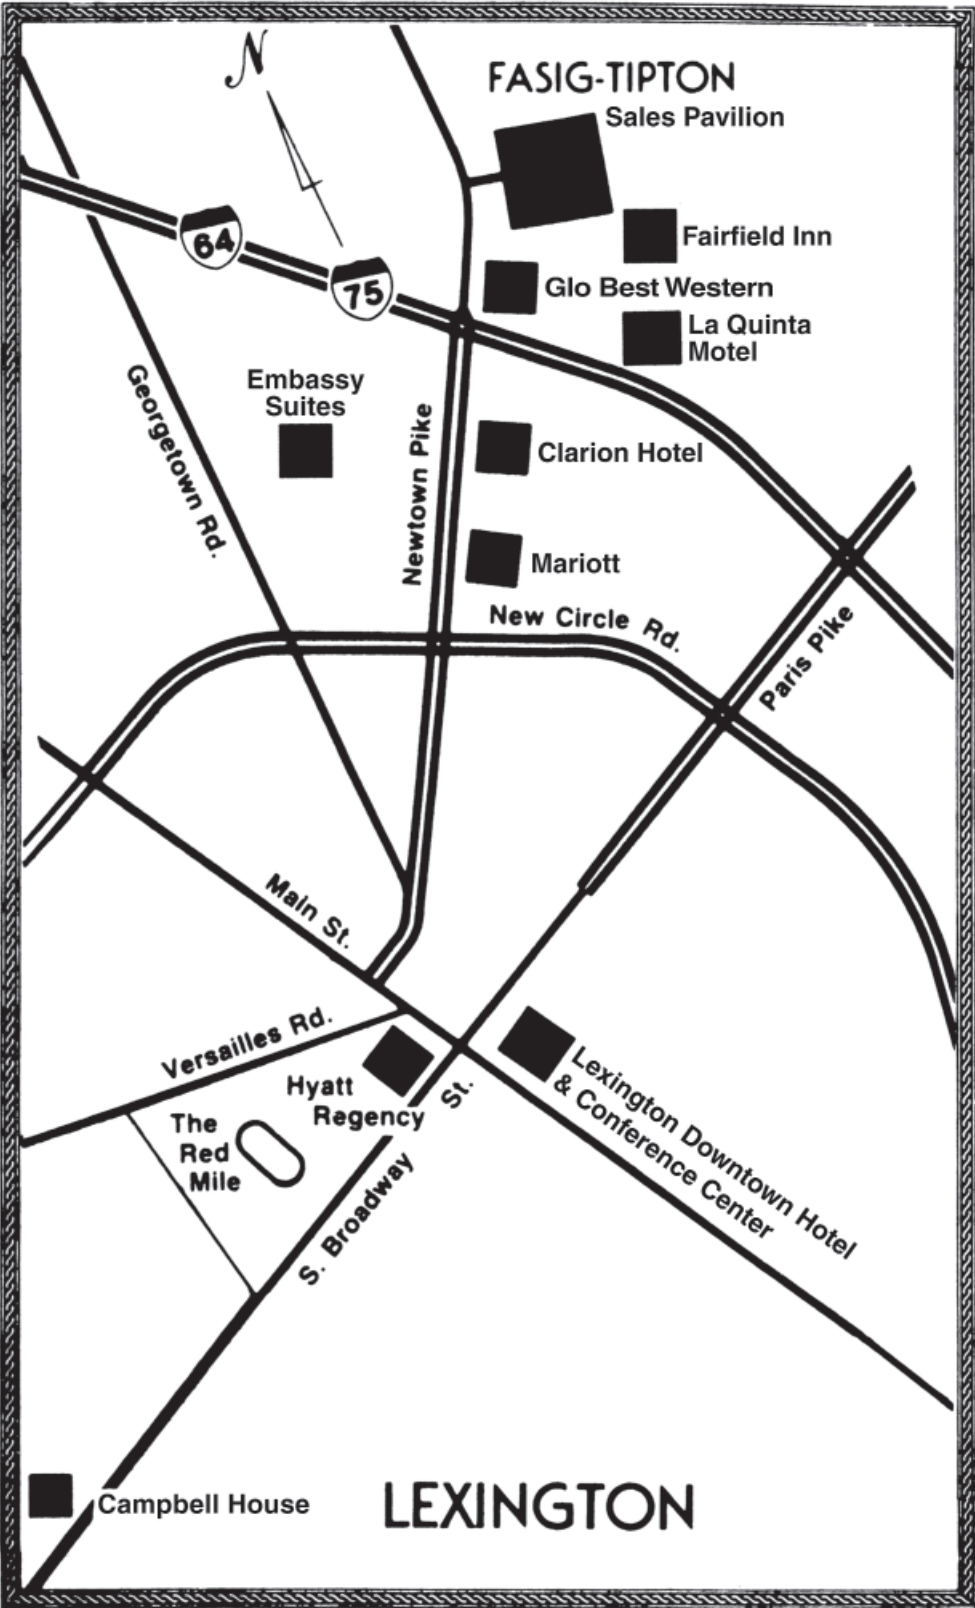 N
FASIG-TIPTON
Sales Pavilion
Fairfield Inn
64
75
Glo Best Western
La Quinta
Motel
Embassy
Suites
Georgetown Rd.
Newtown Pike
Clarion Hotel
Mariott
New Circle Rd.
Paris Pike
Main St.
Versailles Rd.
Hyatt
Regency
The
Red
Mile
S. Broadway St.
Lexington Downtown Hotel
& Conference Center
Campbell House
LEXINGTON